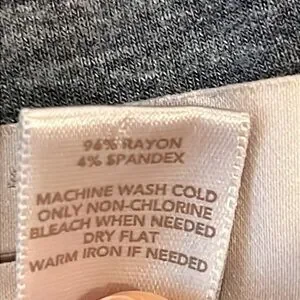 96% RAYON
4% SPANDEX
MACHINE WASH COLD
ONLY NON-CHLORINE
BLEACH WHEN NEEDED
DRY FLAT
WARM IRON IF NEEDED